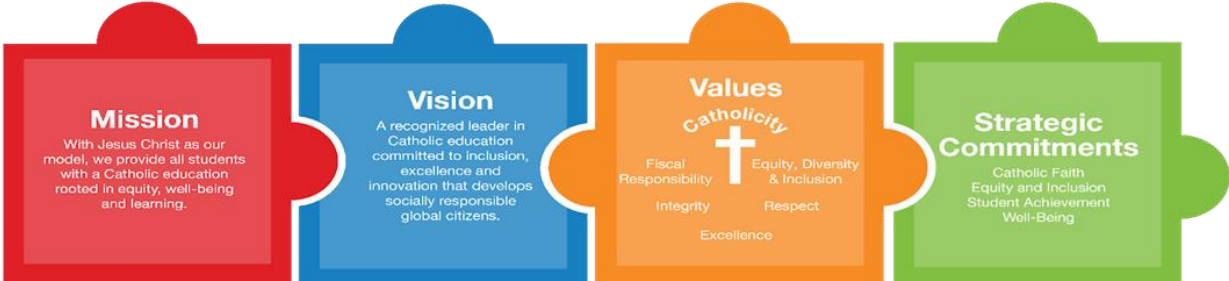 Mission
With Jesus Christ as our
model, we provide all students
with a Catholic education
rooted in equity, well-being
and learning.
Vision
A recognized leader in
Catholic education
committed to inclusion,
excellence and
innovation that develops
socially responsible
global citizens.
Values
Catholicity
Fiscal
Responsibility
Equity, Diversity
& Inclusion
Integrity
Respect
Excellence
Strategic
Commitments
Catholic Faith
Equity and Inclusion
Student Achievement
Well-Being